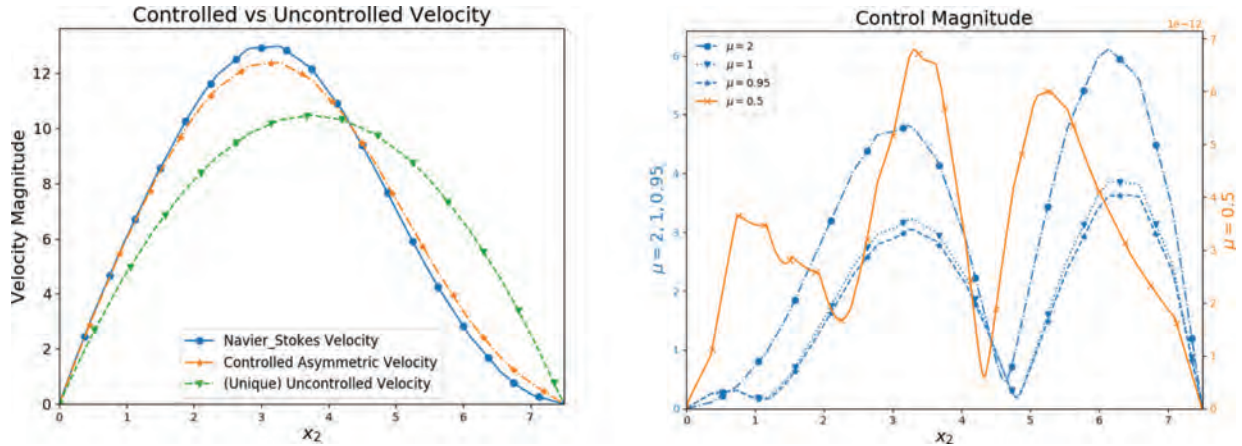 Controlled vs Uncontrolled Velocity
Velocity Magnitude
12
10
8
6
4
2
0
0 1 2 3 4 5 6 7
x₂
Navier_Stokes Velocity
Controlled Asymmetric Velocity
(Unique) Uncontrolled Velocity
Control Magnitude
1e−12
μ = 2, 1, 0.95
6
5
4
3
2
1
0
μ = 2
μ = 1
μ = 0.95
μ = 0.5
7
6
5
4
3
2
1
0
μ = 0.5
0 1 2 3 4 5 6 7
x₂